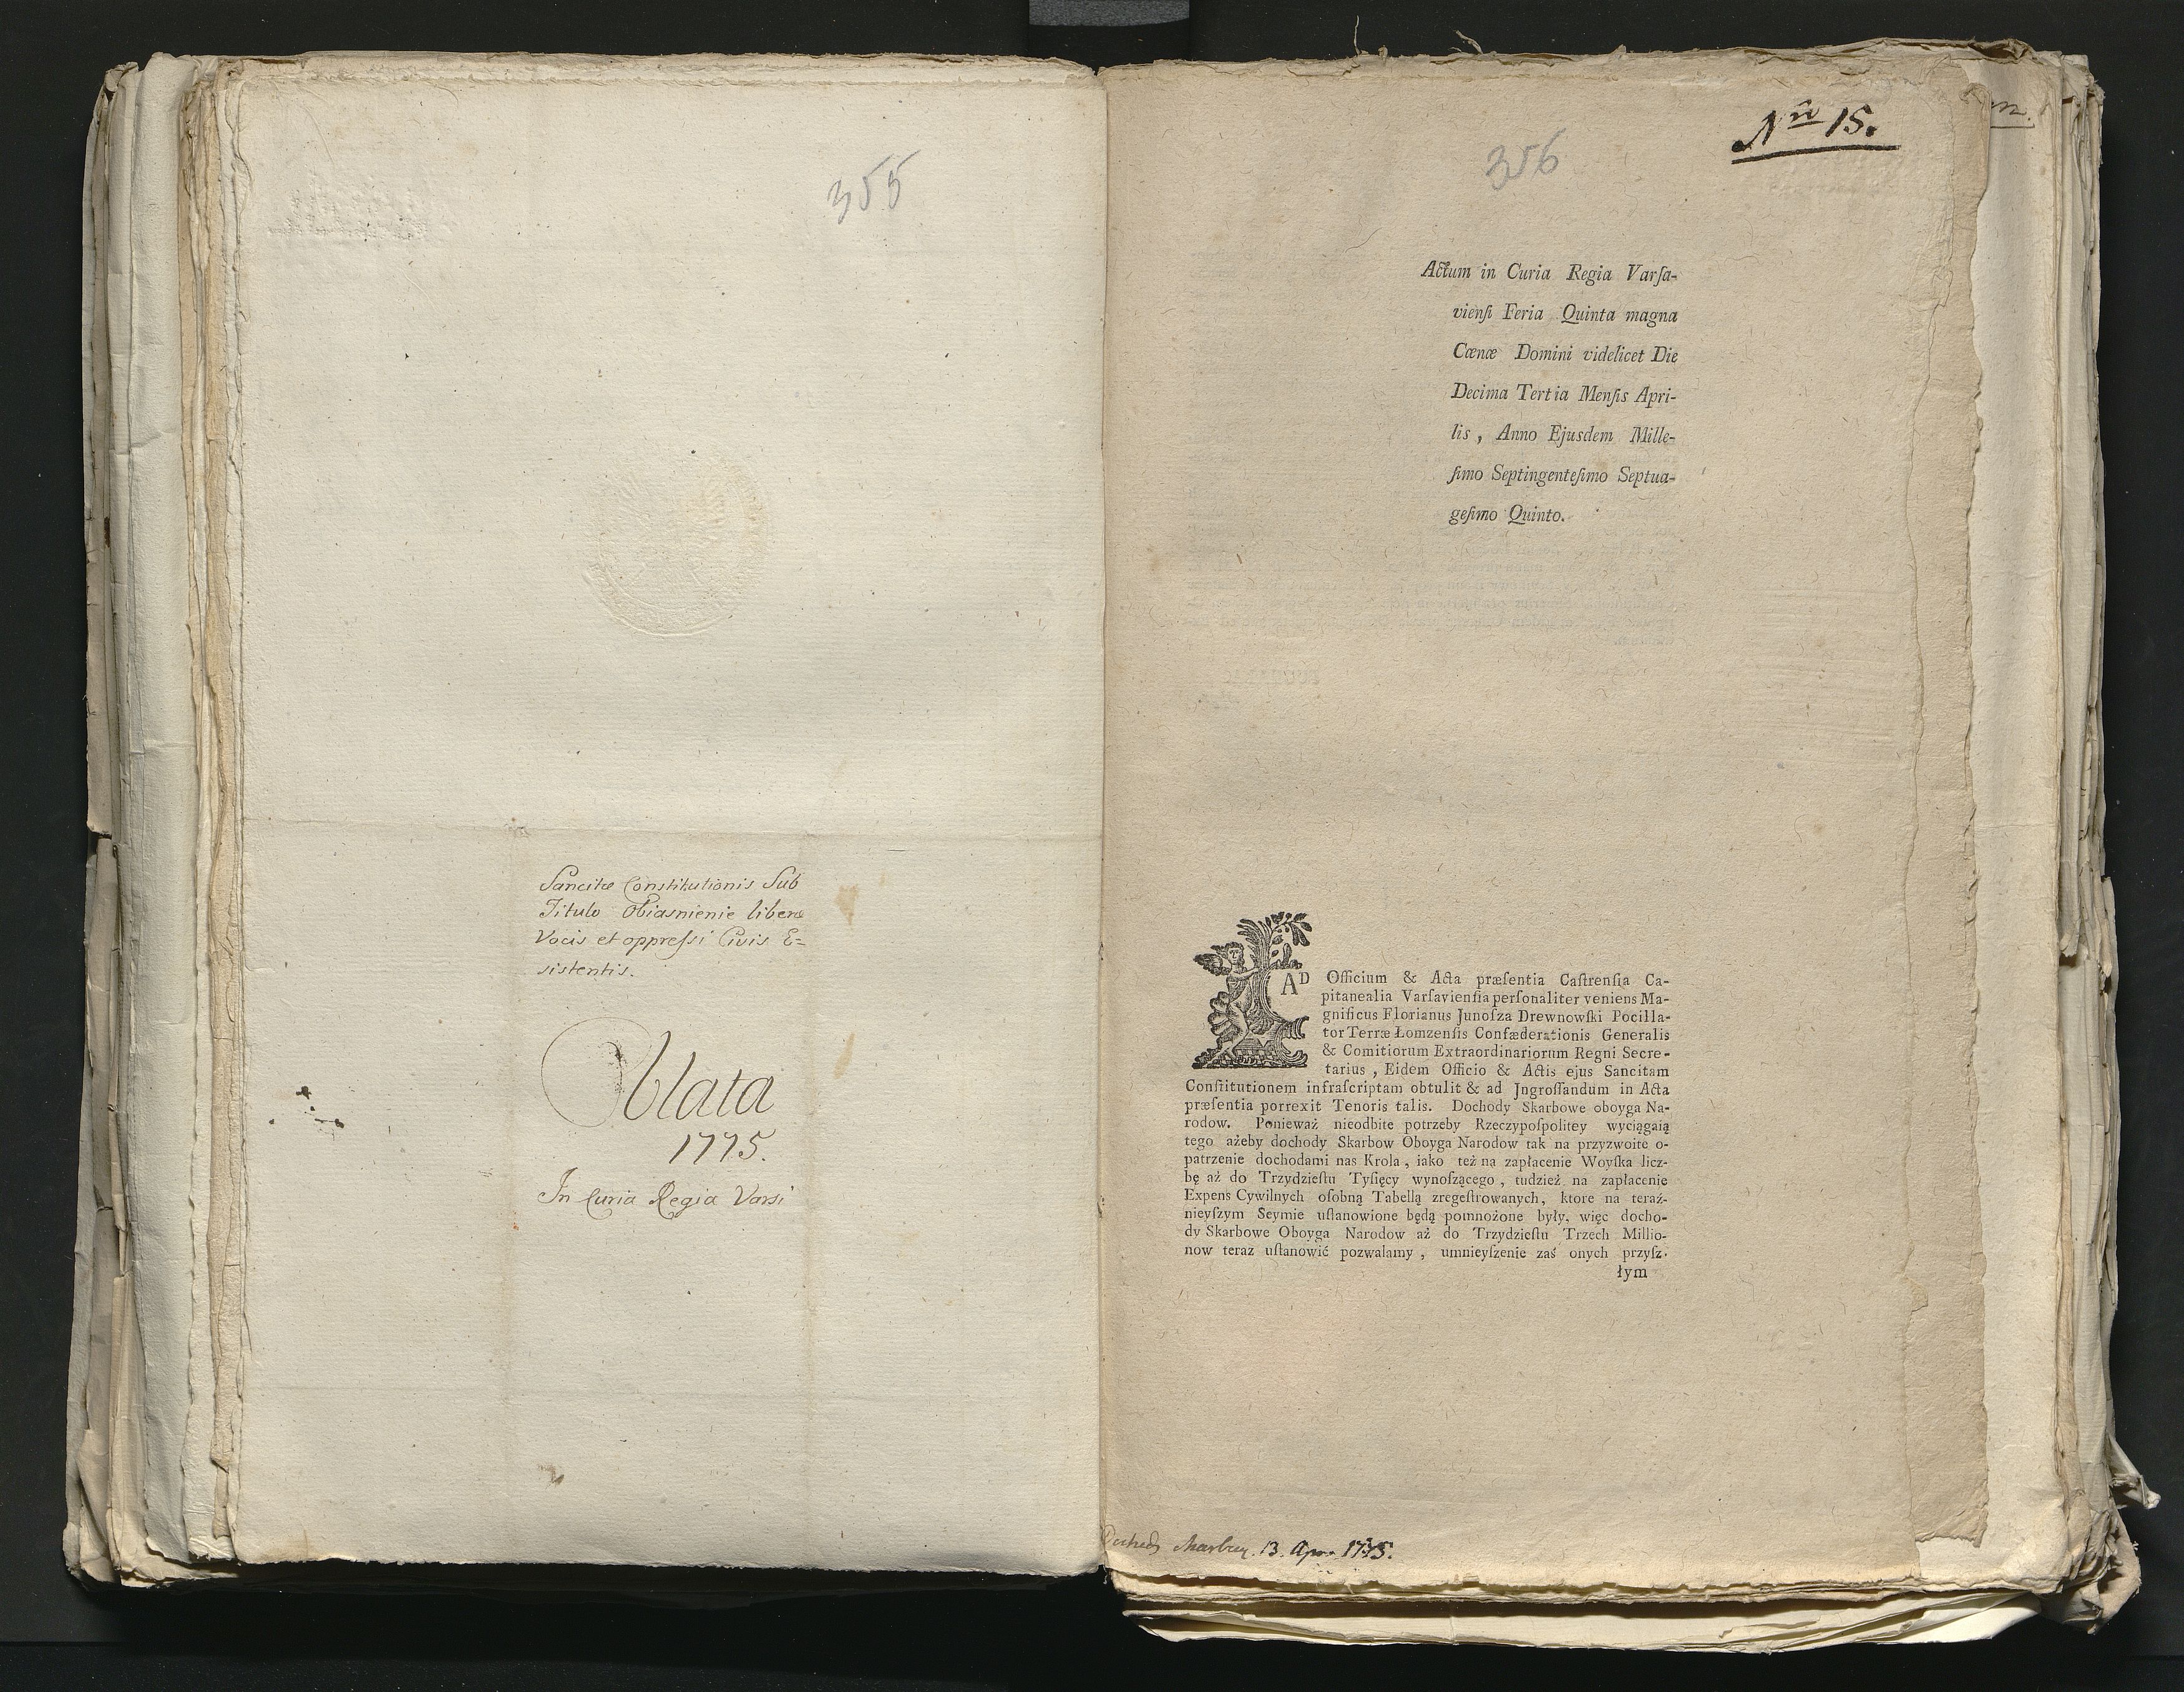 355
Sancitæ Constitutionis Sub
Titulo Obiasnienie liberæ
Vocis et oppreſsi Civis E=
sistentis.
Oblata
1775.
In Curia Regia Varsi
Nro 15.
356
Actum in Curia Regia Varſa-
vienſi Feria Quinta magna
Cœnæ Domini videlicet Die
Decima Tertia Menſis Apri-
lis, Anno Ejusdem Mille-
ſimo Septingenteſimo Septua-
geſimo Quinto.
AD Officium & Acta præſentia Caſtrenſia Ca-
pitanealia Varſavienſia perſonaliter veniens Ma-
gnificus Florianus Junoſza Drewnowſki Pocilla-
tor Terræ Łomzenſis Confæderationis Generalis
& Comitiorum Extraordinariorum Regni Secre-
tarius, Eidem Officio & Actis ejus Sancitam
Conſtitutionem infraſcriptam obtulit & ad Jngroſſandum in Acta
præſentia porrexit Tenoris talis. Dochody Skarbowe oboyga Na-
rodow. Ponieważ nieodbite potrzeby Rzeczypoſpolitey wyciągaią
tego ażeby dochody Skarbow Oboyga Narodow tak na przyzwoite o-
patrzenie dochodami nas Krola, iako też na zapłacenie Woyſka licz-
bę aż do Trzydzieſtu Tyſięcy wynoſzącego, tudzież na zapłacenie
Expens Cywilnych oſobną Tabellą zregeſtrowanych, ktore na teraź-
nieyſzym Seymie uſtanowione będą pomnożone były, więc docho-
dy Skarbowe Oboyga Narodow aż do Trzydzieſtu Trzech Millio-
now teraz uſtanowić pozwalamy, umnieyſzenie zaś onych przyſz-
łym
13. Apr. 1775.